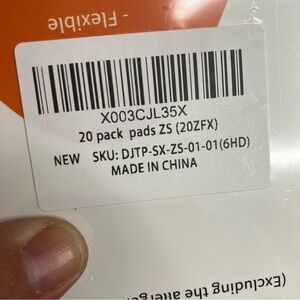 - Flexible
X003CJL35X
20 pack pads ZS (20ZFX)
NEW SKU: DJTP-SX-ZS-01-01(6HD)
MADE IN CHINA
(Excluding the allergen